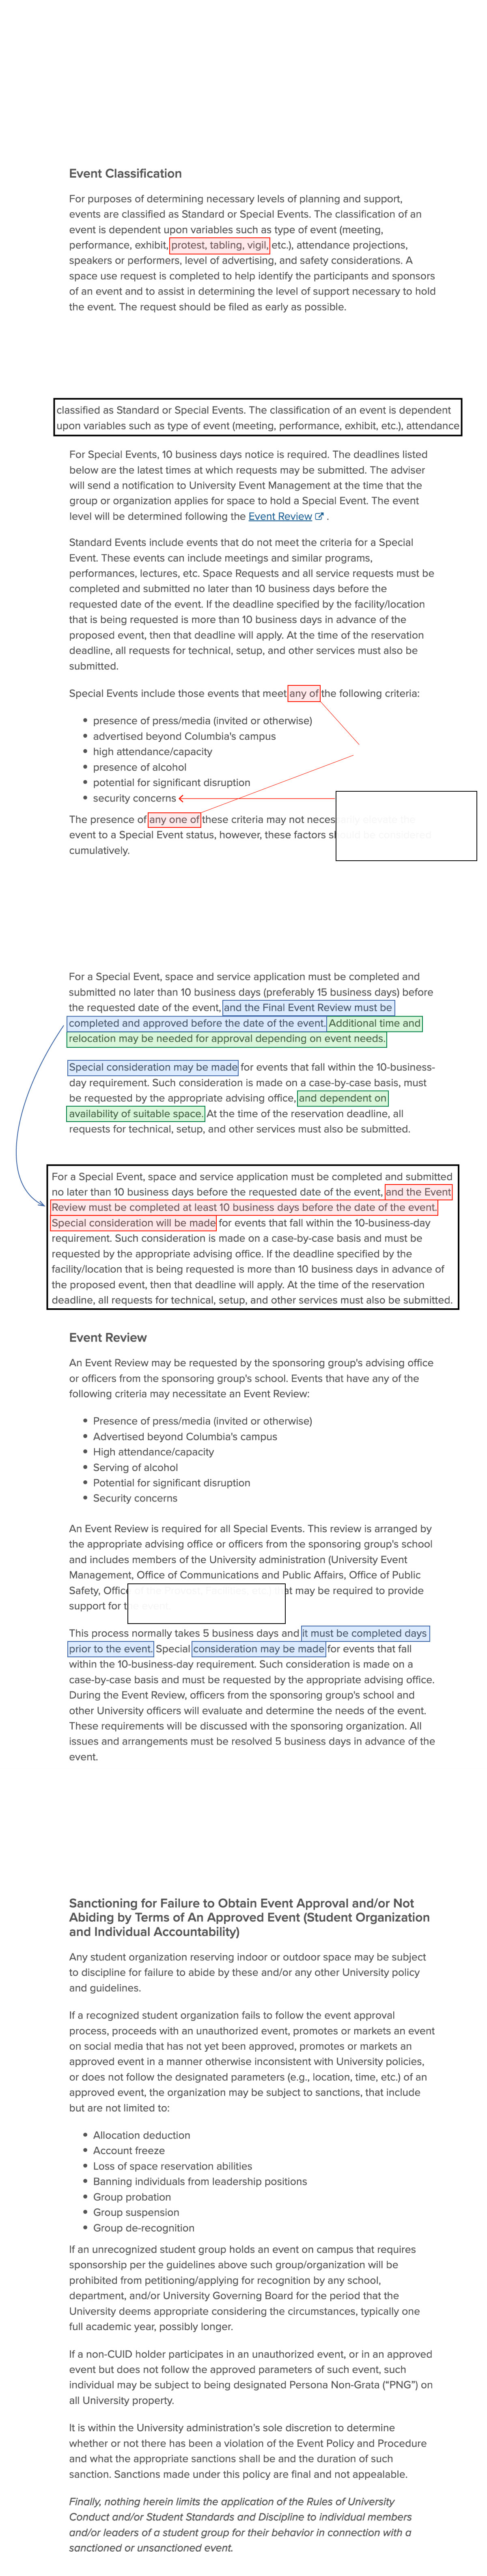 Event Classification
For purposes of determining necessary levels of planning and support,
events are classified as Standard or Special Events. The classification of an
event is dependent upon variables such as type of event (meeting,
performance, exhibit, protest, tabling, vigil, etc.), attendance projections,
speakers or performers, level of advertising, and safety considerations. A
space use request is completed to help identify the participants and sponsors
of an event and to assist in determining the level of support necessary to hold
the event. The request should be filed as early as possible.
classified as Standard or Special Events. The classification of an event is dependent
upon variables such as type of event (meeting, performance, exhibit, etc.), attendance
For Special Events, 10 business days notice is required. The deadlines listed
below are the latest times at which requests may be submitted. The adviser
will send a notification to University Event Management at the time that the
group or organization applies for space to hold a Special Event. The event
level will be determined following the Event Review .
Standard Events include events that do not meet the criteria for a Special
Event. These events can include meetings and similar programs,
performances, lectures, etc. Space Requests and all service requests must be
completed and submitted no later than 10 business days before the
requested date of the event. If the deadline specified by the facility/location
that is being requested is more than 10 business days in advance of the
proposed event, then that deadline will apply. At the time of the reservation
deadline, all requests for technical, setup, and other services must also be
submitted.
Special Events include those events that meet any of the following criteria:
• presence of press/media (invited or otherwise)
• advertised beyond Columbia's campus
• high attendance/capacity
• presence of alcohol
• potential for significant disruption
• security concerns
The presence of any one of these criteria may not neces
event to a Special Event status, however, these factors
cumulatively.
For a Special Event, space and service application must be completed and
submitted no later than 10 business days (preferably 15 business days) before
the requested date of the event, and the Final Event Review must be
completed and approved before the date of the event. Additional time and
relocation may be needed for approval depending on event needs.
Special consideration may be made for events that fall within the 10-business-
day requirement. Such consideration is made on a case-by-case basis, must
be requested by the appropriate advising office, and dependent on
availability of suitable space. At the time of the reservation deadline, all
requests for technical, setup, and other services must also be submitted.
For a Special Event, space and service application must be completed and submitted
no later than 10 business days before the requested date of the event, and the Event
Review must be completed at least 10 business days before the date of the event.
Special consideration will be made for events that fall within the 10-business-day
requirement. Such consideration is made on a case-by-case basis and must be
requested by the appropriate advising office. If the deadline specified by the
facility/location that is being requested is more than 10 business days in advance of
the proposed event, then that deadline will apply. At the time of the reservation
deadline, all requests for technical, setup, and other services must also be submitted.
Event Review
An Event Review may be requested by the sponsoring group's advising office
or officers from the sponsoring group's school. Events that have any of the
following criteria may necessitate an Event Review:
• Presence of press/media (invited or otherwise)
• Advertised beyond Columbia's campus
• High attendance/capacity
• Serving of alcohol
• Potential for significant disruption
• Security concerns
An Event Review is required for all Special Events. This review is arranged by
the appropriate advising office or officers from the sponsoring group's school
and includes members of the University administration (University Event
Management, Office of Communications and Public Affairs, Office of Public
Safety, Office at may be required to provide
support for t
This process normally takes 5 business days and it must be completed days
prior to the event. Special consideration may be made for events that fall
within the 10-business-day requirement. Such consideration is made on a
case-by-case basis and must be requested by the appropriate advising office.
During the Event Review, officers from the sponsoring group's school and
other University officers will evaluate and determine the needs of the event.
These requirements will be discussed with the sponsoring organization. All
issues and arrangements must be resolved 5 business days in advance of the
event.
Sanctioning for Failure to Obtain Event Approval and/or Not
Abiding by Terms of An Approved Event (Student Organization
and Individual Accountability)
Any student organization reserving indoor or outdoor space may be subject
to discipline for failure to abide by these and/or any other University policy
and guidelines.
If a recognized student organization fails to follow the event approval
process, proceeds with an unauthorized event, promotes or markets an event
on social media that has not yet been approved, promotes or markets an
approved event in a manner otherwise inconsistent with University policies,
or does not follow the designated parameters (e.g., location, time, etc.) of an
approved event, the organization may be subject to sanctions, that include
but are not limited to:
• Allocation deduction
• Account freeze
• Loss of space reservation abilities
• Banning individuals from leadership positions
• Group probation
• Group suspension
• Group de-recognition
If an unrecognized student group holds an event on campus that requires
sponsorship per the guidelines above such group/organization will be
prohibited from petitioning/applying for recognition by any school,
department, and/or University Governing Board for the period that the
University deems appropriate considering the circumstances, typically one
full academic year, possibly longer.
If a non-CUID holder participates in an unauthorized event, or in an approved
event but does not follow the approved parameters of such event, such
individual may be subject to being designated Persona Non-Grata (“PNG”) on
all University property.
It is within the University administration’s sole discretion to determine
whether or not there has been a violation of the Event Policy and Procedure
and what the appropriate sanctions shall be and the duration of such
sanction. Sanctions made under this policy are final and not appealable.
Finally, nothing herein limits the application of the Rules of University
Conduct and/or Student Standards and Discipline to individual members
and/or leaders of a student group for their behavior in connection with a
sanctioned or unsanctioned event.